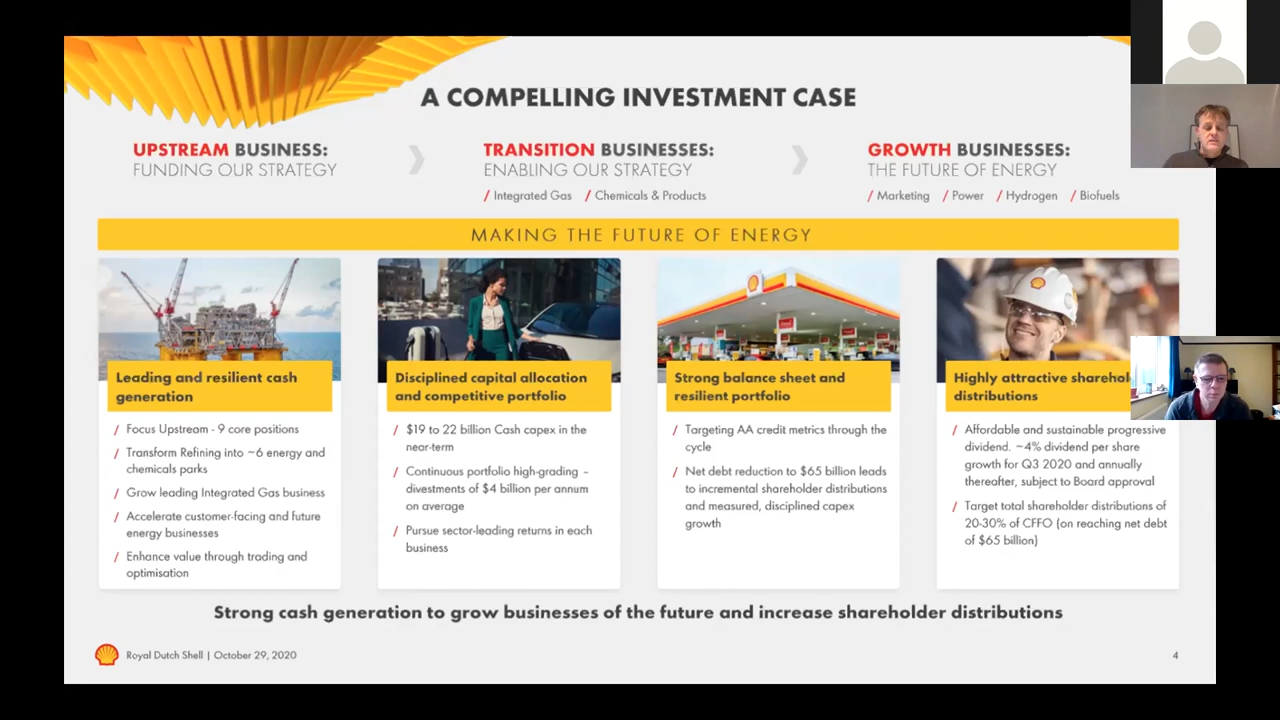 A COMPELLING INVESTMENT CASE
UPSTREAM BUSINESS:
FUNDING OUR STRATEGY
TRANSITION BUSINESSES:
ENABLING OUR STRATEGY
/ Integrated Gas / Chemicals & Products
GROWTH BUSINESSES:
THE FUTURE OF ENERGY
/ Marketing / Power / Hydrogen / Biofuels
MAKING THE FUTURE OF ENERGY
Leading and resilient cash
generation
/ Focus Upstream - 9 core positions
/ Transform Refining into ~6 energy and
chemicals parks
/ Grow leading Integrated Gas business
/ Accelerate customer-facing and future
energy businesses
/ Enhance value through trading and
optimisation
Disciplined capital allocation
and competitive portfolio
/ $19 to 22 billion Cash capex in the
near-term
/ Continuous portfolio high-grading –
divestments of $4 billion per annum
on average
/ Pursue sector-leading returns in each
business
Strong balance sheet and
resilient portfolio
/ Targeting AA credit metrics through the
cycle
/ Net debt reduction to $65 billion leads
to incremental shareholder distributions
and measured, disciplined capex
growth
Highly attractive
distributions
/ Affordable and sustainable progressive
dividend. ~4% dividend per share
growth for Q3 2020 and annually
thereafter, subject to Board approval
/ Target total shareholder distributions of
20-30% of CFFO (on reaching net debt
of $65 billion)
Strong cash generation to grow businesses of the future and increase shareholder distributions
Royal Dutch Shell | October 29, 2020
4